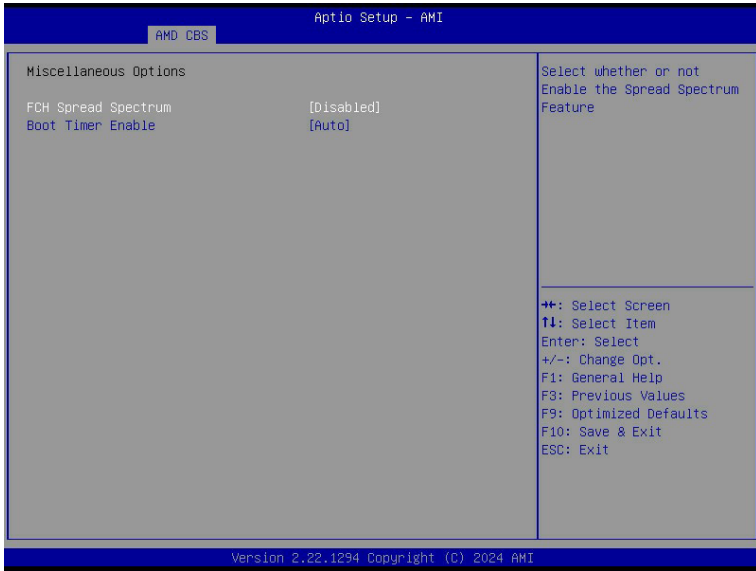 Aptio Setup - AMI
AMD CBS
Miscellaneous Options
FCH Spread Spectrum [Disabled]
Boot Timer Enable [Auto]
Select whether or not
Enable the Spread Spectrum
Feature
→←: Select Screen
↑↓: Select Item
Enter: Select
+/-: Change Opt.
F1: General Help
F3: Previous Values
F9: Optimized Defaults
F10: Save & Exit
ESC: Exit
Version 2.22.1294 Copyright (C) 2024 AMI